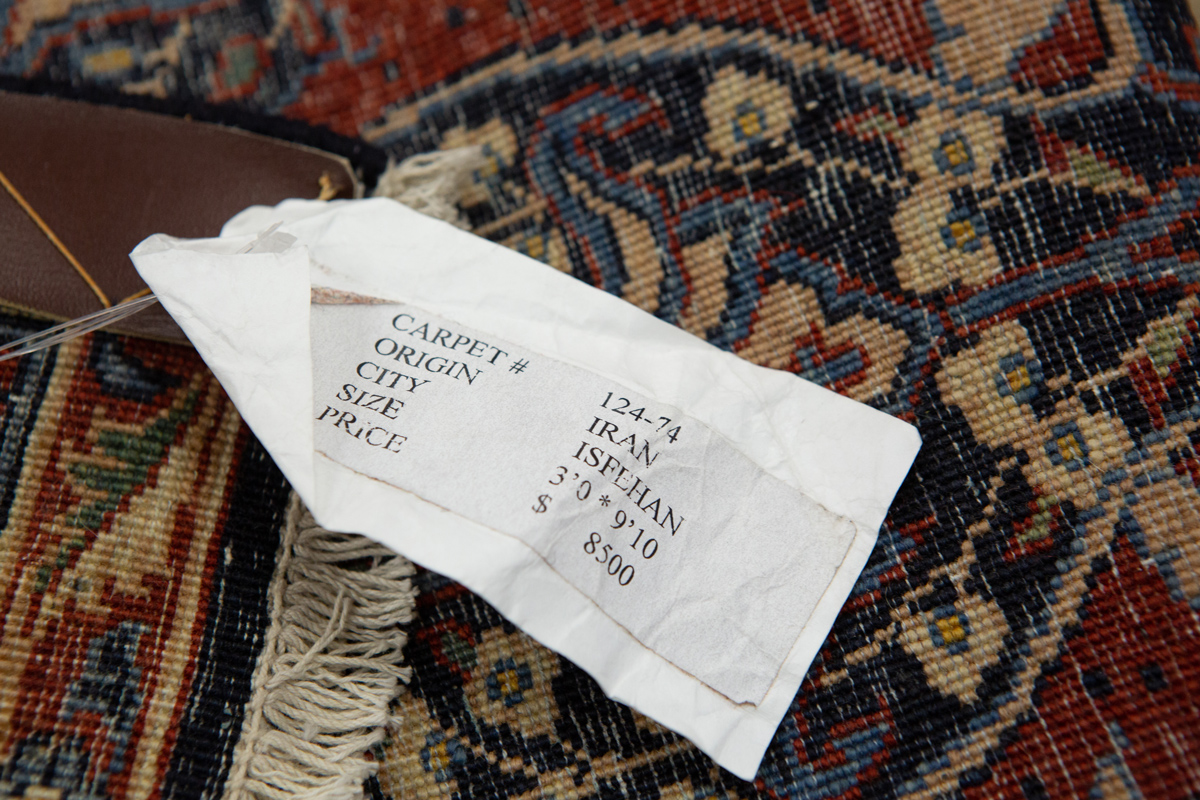 CARPET # 124-74
ORIGIN IRAN
CITY ISFEHAN
SIZE 3'0 * 9'10
PRICE $ 8500